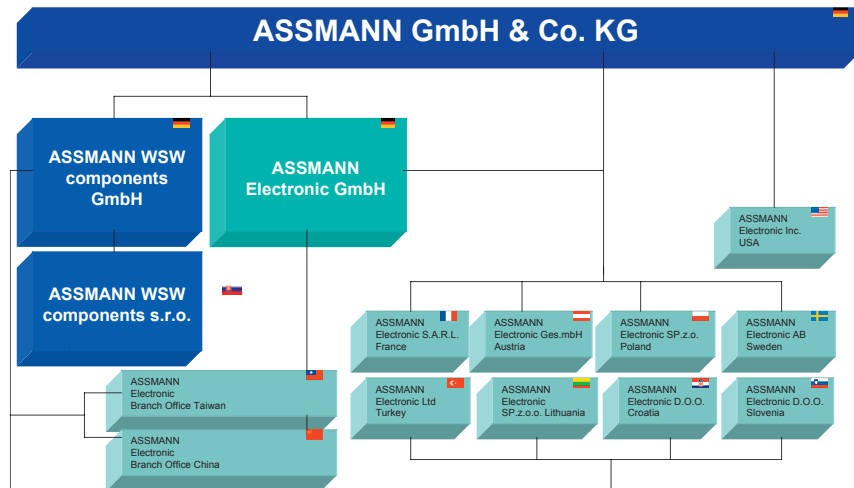 ASSMANN GmbH & Co. KG
ASSMANN WSW
components
GmbH
ASSMANN
Electronic GmbH
ASSMANN
Electronic Inc.
USA
ASSMANN WSW
components s.r.o.
ASSMANN
Electronic S.A.R.L.
France
ASSMANN
Electronic Ges.mbH
Austria
ASSMANN
Electronic SP.z.o.
Poland
ASSMANN
Electronic AB
Sweden
ASSMANN
Electronic
Branch Office Taiwan
ASSMANN
Electronic Ltd
Turkey
ASSMANN
Electronic
SP.z.o.o. Lithuania
ASSMANN
Electronic D.O.O.
Croatia
ASSMANN
Electronic D.O.O.
Slovenia
ASSMANN
Electronic
Branch Office China